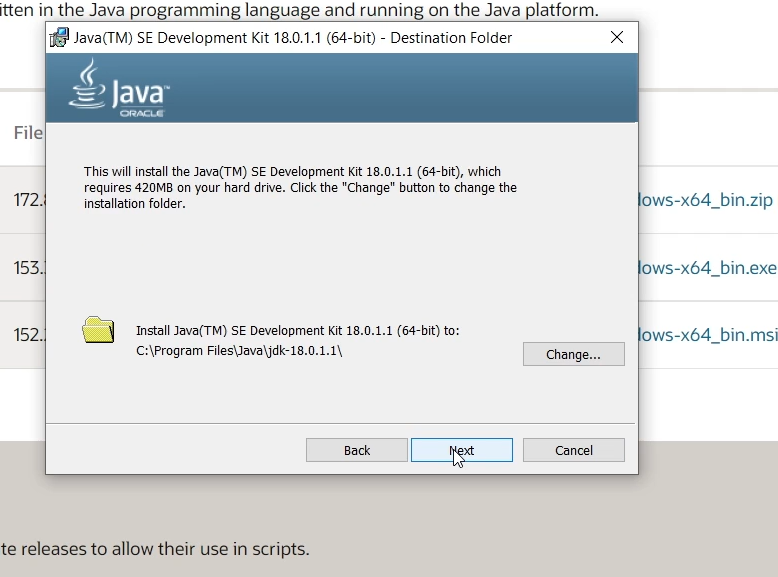 itten in the Java programming language and running on the Java platform.
Java(TM) SE Development Kit 18.0.1.1 (64-bit) - Destination Folder
Java™
ORACLE
This will install the Java(TM) SE Development Kit 18.0.1.1 (64-bit), which
requires 420MB on your hard drive. Click the "Change" button to change the
installation folder.
Install Java(TM) SE Development Kit 18.0.1.1 (64-bit) to:
C:\Program Files\Java\jdk-18.0.1.1\
Change...
Back
Next
Cancel
File
172.8
lows-x64_bin.zip
153.
lows-x64_bin.exe
152.
lows-x64_bin.msi
te releases to allow their use in scripts.